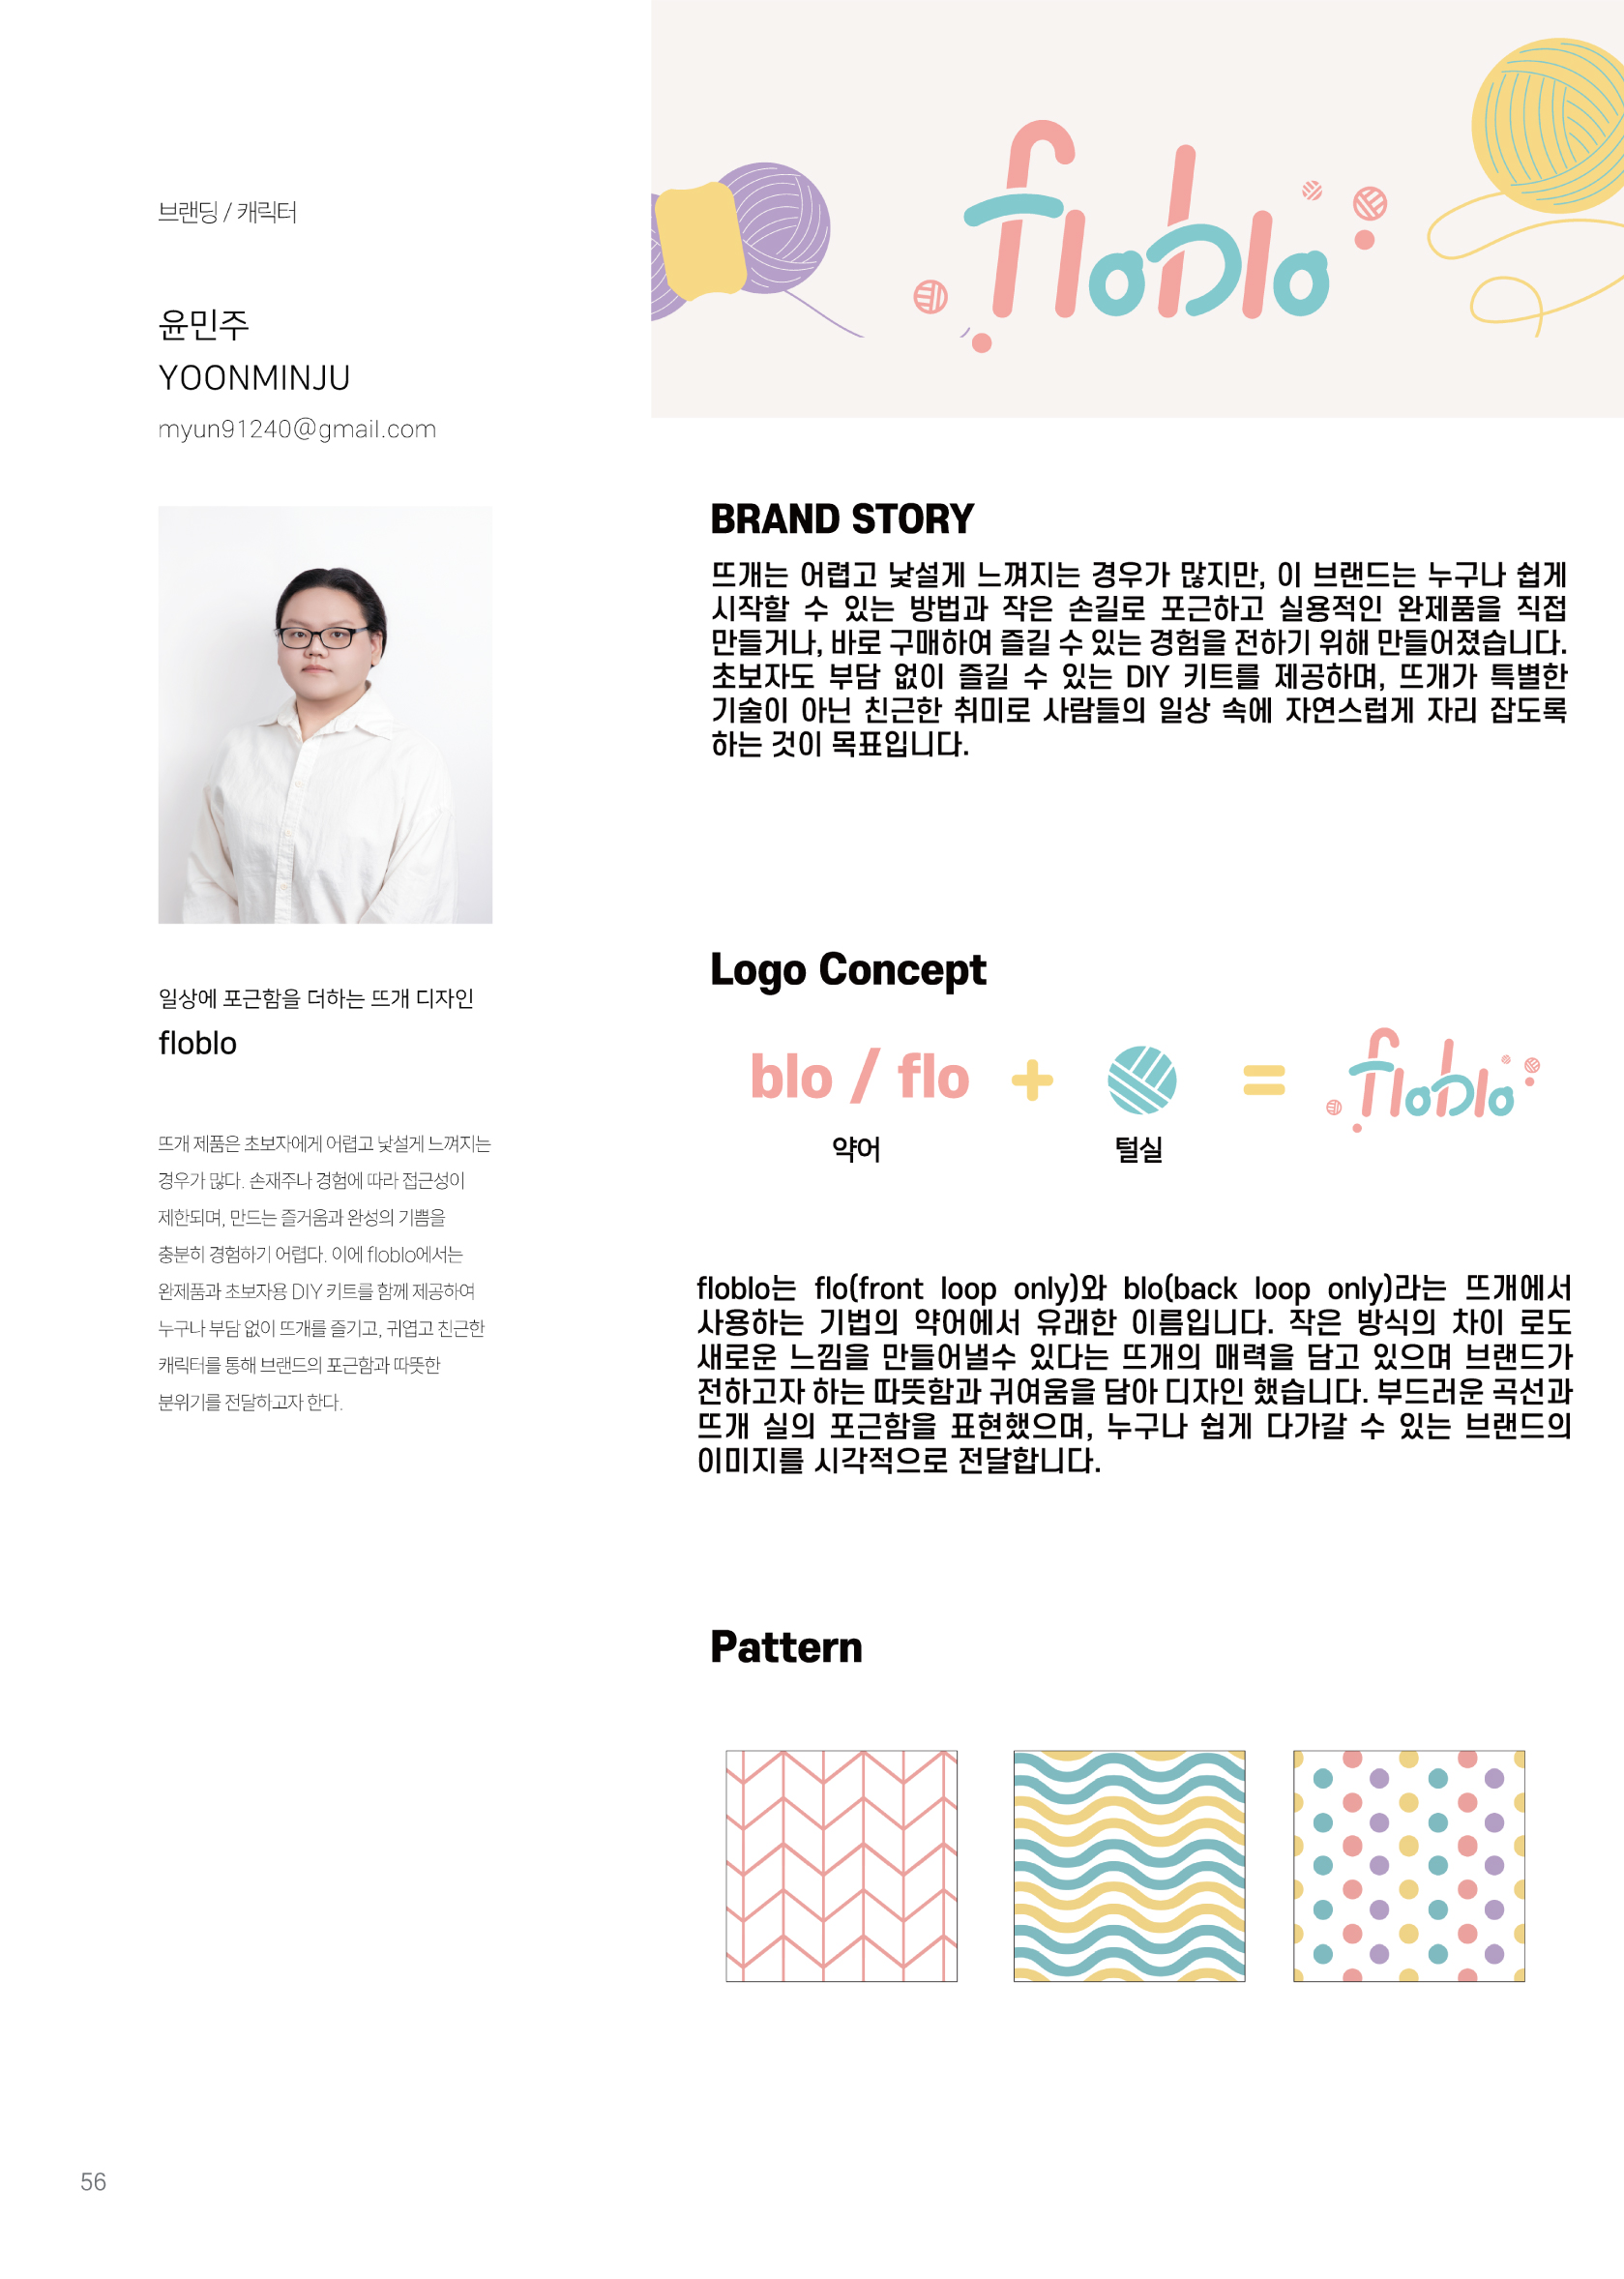 브랜딩 / 캐릭터
윤민주
YOONMINJU
myun91240@gmail.com
일상에 포근함을 더하는 뜨개 디자인
floblo
뜨개 제품은 초보자에게 어렵고 낯설게 느껴지는
경우가 많다. 손재주나 경험에 따라 접근성이
제한되며, 만드는 즐거움과 완성의 기쁨을
충분히 경험하기 어렵다. 이에 floblo에서는
완제품과 초보자용 DIY 키트를 함께 제공하여
누구나 부담 없이 뜨개를 즐기고, 귀엽고 친근한
캐릭터를 통해 브랜드의 포근함과 따뜻한
분위기를 전달하고자 한다.
56
floblo
BRAND STORY
뜨개는 어렵고 낯설게 느껴지는 경우가 많지만, 이 브랜드는 누구나 쉽게
시작할 수 있는 방법과 작은 손길로 포근하고 실용적인 완제품을 직접
만들거나, 바로 구매하여 즐길 수 있는 경험을 전하기 위해 만들어졌습니다.
초보자도 부담 없이 즐길 수 있는 DIY 키트를 제공하며, 뜨개가 특별한
기술이 아닌 친근한 취미로 사람들의 일상 속에 자연스럽게 자리 잡도록
하는 것이 목표입니다.
Logo Concept
blo / flo + = floblo
약어 털실
floblo는 flo(front loop only)와 blo(back loop only)라는 뜨개에서
사용하는 기법의 약어에서 유래한 이름입니다. 작은 방식의 차이 로도
새로운 느낌을 만들어낼수 있다는 뜨개의 매력을 담고 있으며 브랜드가
전하고자 하는 따뜻함과 귀여움을 담아 디자인 했습니다. 부드러운 곡선과
뜨개 실의 포근함을 표현했으며, 누구나 쉽게 다가갈 수 있는 브랜드의
이미지를 시각적으로 전달합니다.
Pattern